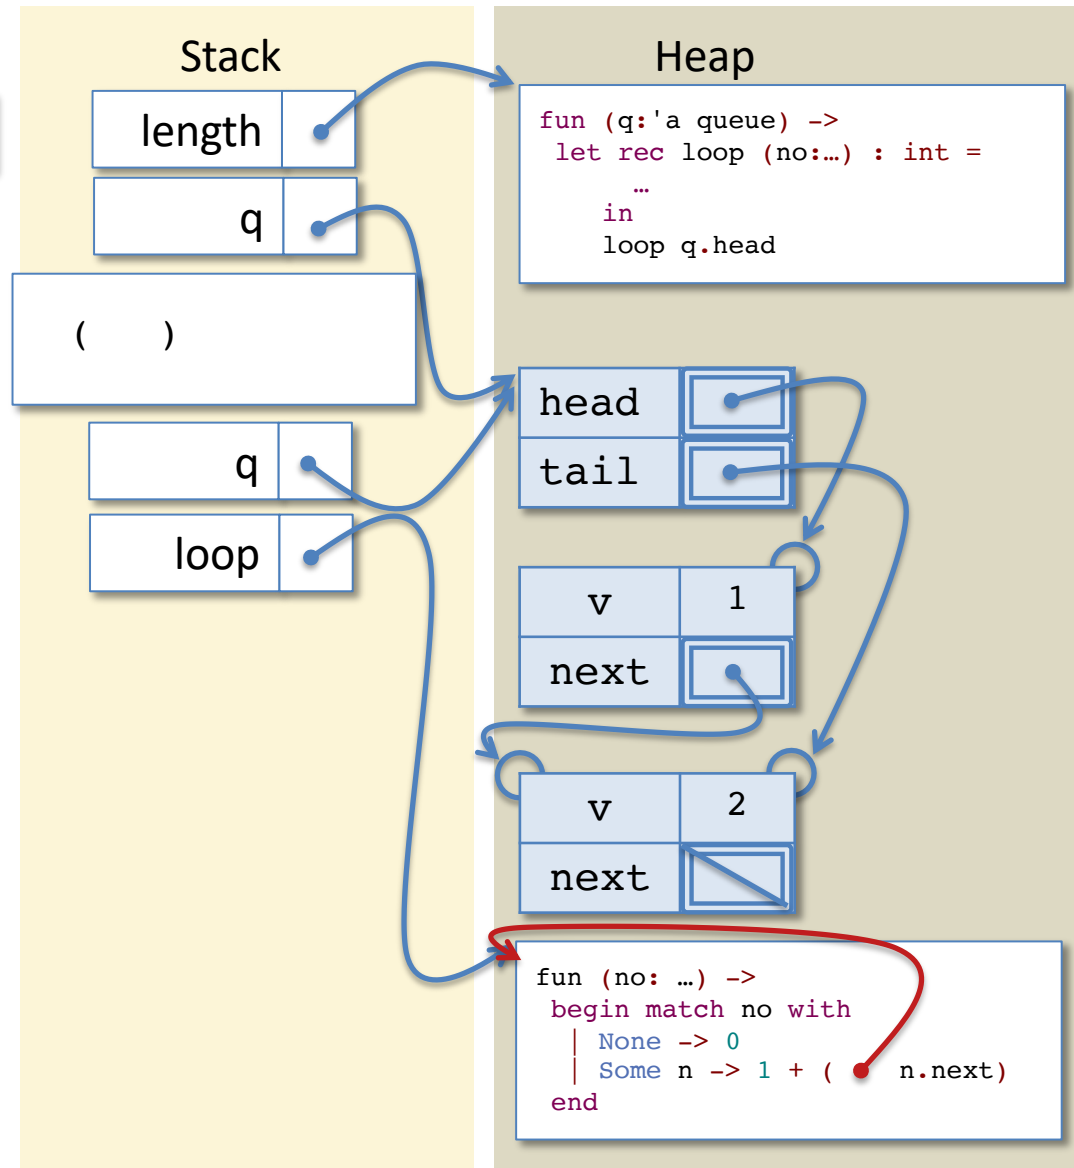 Stack
Heap
length
q
(    )
q
loop
fun (q:'a queue) ->
let rec loop (no:…) : int =
…
in
loop q.head
head
tail
v 1
next
v 2
next
fun (no: …) ->
begin match no with
| None -> 0
| Some n -> 1 + (    n.next)
end